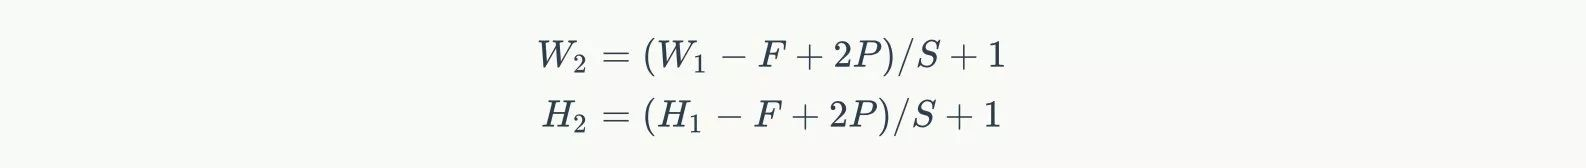 W₂ = (W₁ − F + 2P)/S + 1
H₂ = (H₁ − F + 2P)/S + 1